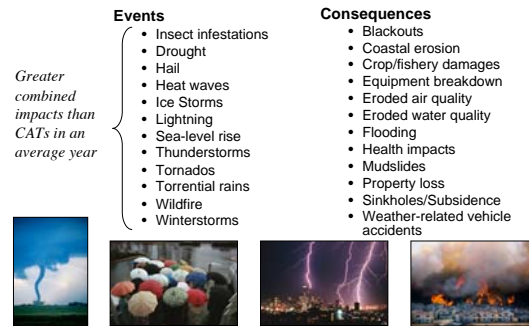 Events
Insect infestations
Drought
Hail
Heat waves
Ice Storms
Lightning
Sea-level rise
Thunderstorms
Tornados
Torrential rains
Wildfire
Winterstorms
Consequences
Blackouts
Coastal erosion
Crop/fishery damages
Equipment breakdown
Eroded air quality
Eroded water quality
Flooding
Health impacts
Mudslides
Property loss
Sinkholes/Subsidence
Weather-related vehicle
accidents
Greater
combined
impacts than
CATs in an
average year